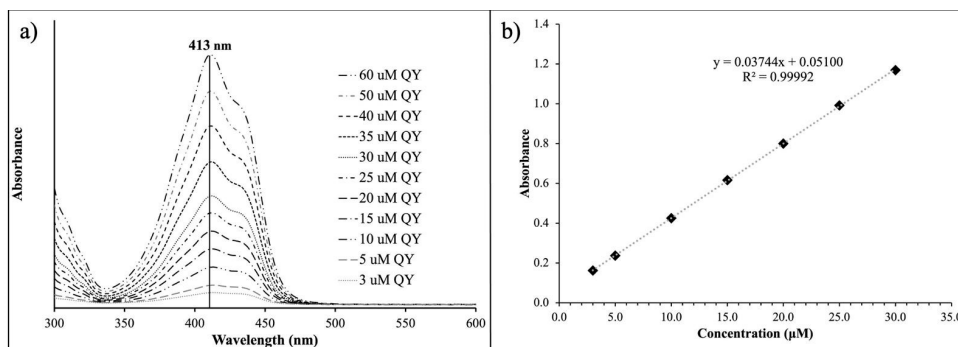 a)
413 nm
60 uM QY
50 uM QY
40 uM QY
35 uM QY
30 uM QY
25 uM QY
20 uM QY
15 uM QY
10 uM QY
5 uM QY
3 uM QY
Absorbance
300 350 400 450 500 550 600
Wavelength (nm)
b)
y = 0.03744x + 0.05100
R² = 0.99992
Absorbance
1.4
1.2
1.0
0.8
0.6
0.4
0.2
0.0
0.0 5.0 10.0 15.0 20.0 25.0 30.0 35.0
Concentration (µM)